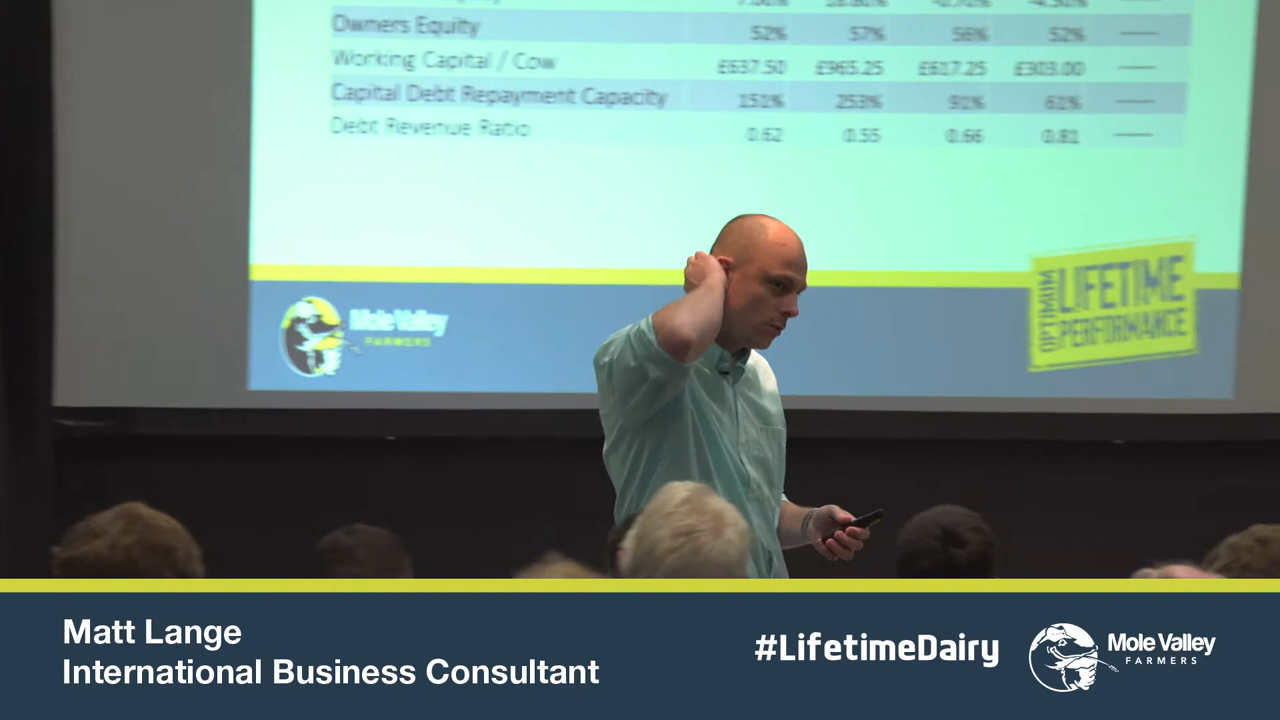 Owners Equity 52% 57% 56% 52%
Working Capital / Cow £637.50 £965.25 £617.25 £303.00
Capital Debt Repayment Capacity 151% 253% 91% 61%
Debt Revenue Ratio 0.62 0.55 0.66 0.81
Mole Valley
FARMERS
OPTIMIM
LIFETIME
PERFORMANCE
Matt Lange
International Business Consultant
#LifetimeDairy
Mole Valley
FARMERS